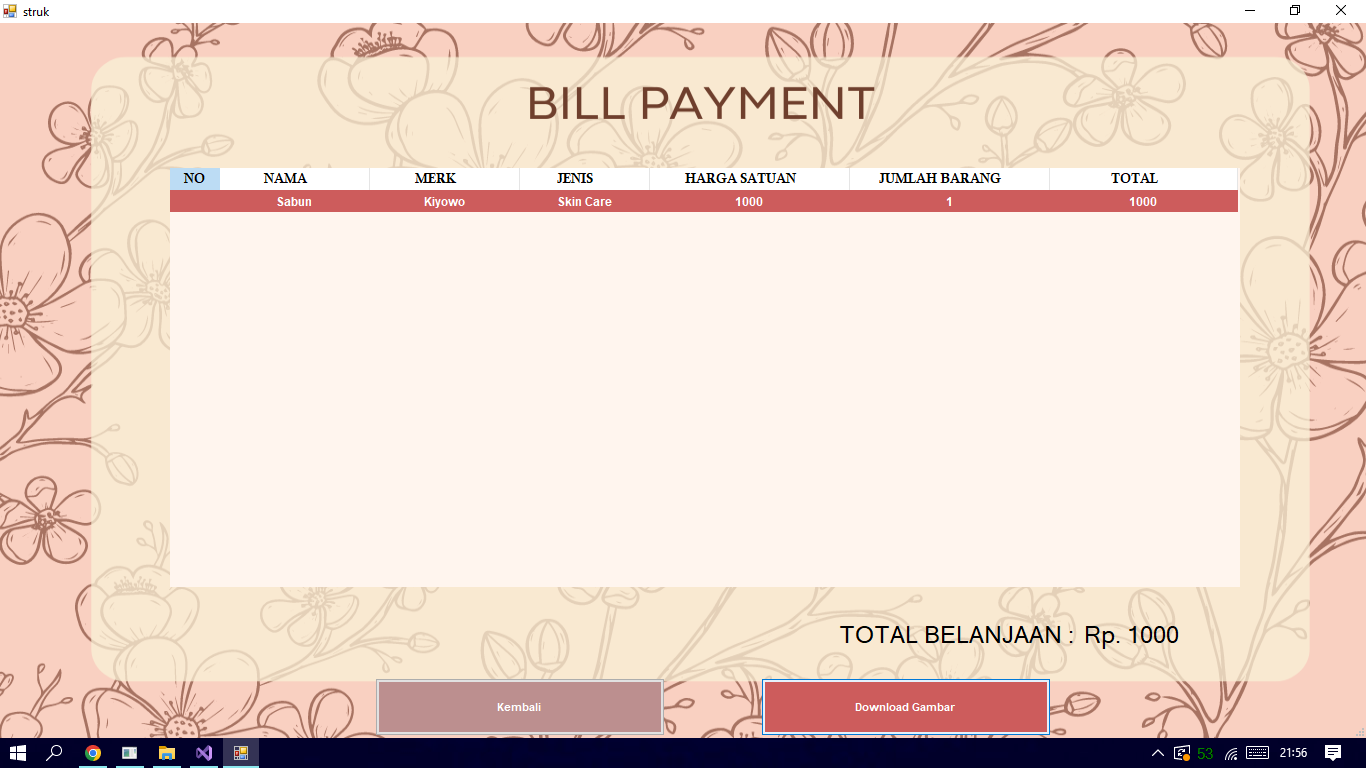 struk
BILL PAYMENT
NO NAMA MERK JENIS HARGA SATUAN JUMLAH BARANG TOTAL
Sabun Kiyowo Skin Care 1000 1 1000
TOTAL BELANJAAN : Rp. 1000
Kembali Download Gambar
53 21:56